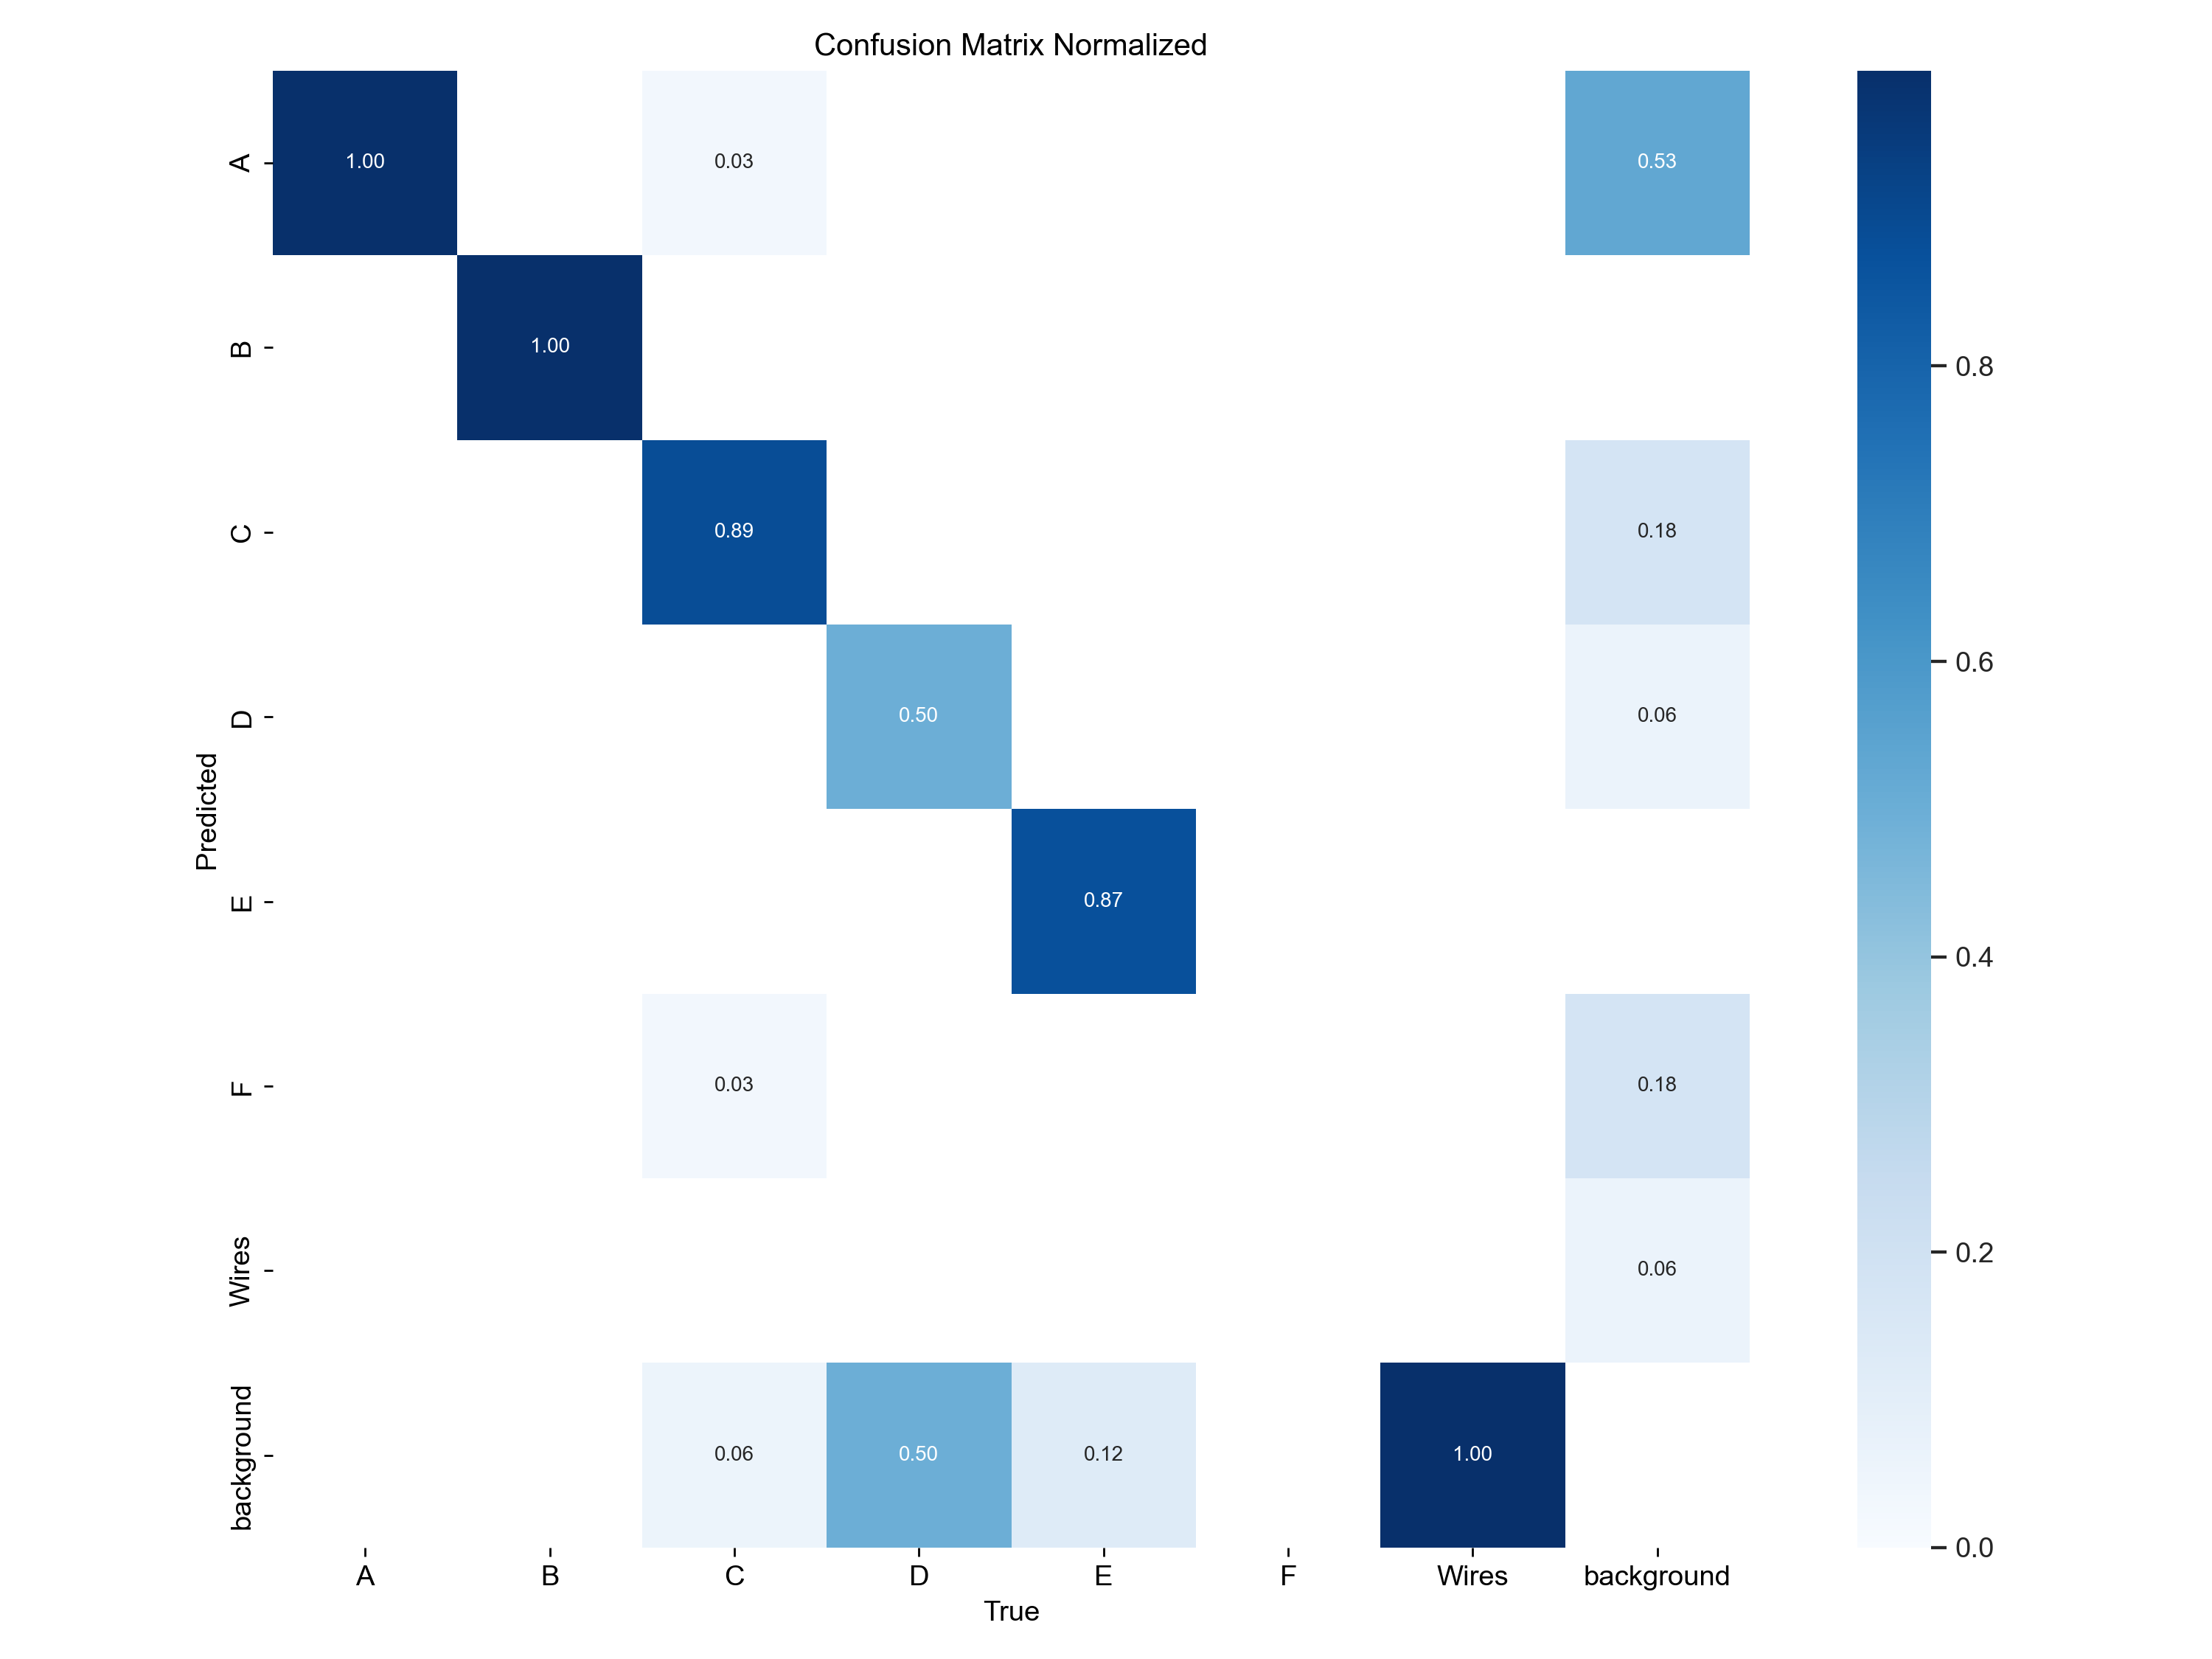 Confusion Matrix Normalized
A
1.00
0.03
0.53
B
1.00
C
0.89
0.18
D
0.50
0.06
E
0.87
F
0.03
0.18
Wires
0.06
background
0.06
0.50
0.12
1.00
Predicted
A
B
C
D
E
F
Wires
background
True
0.8
0.6
0.4
0.2
0.0